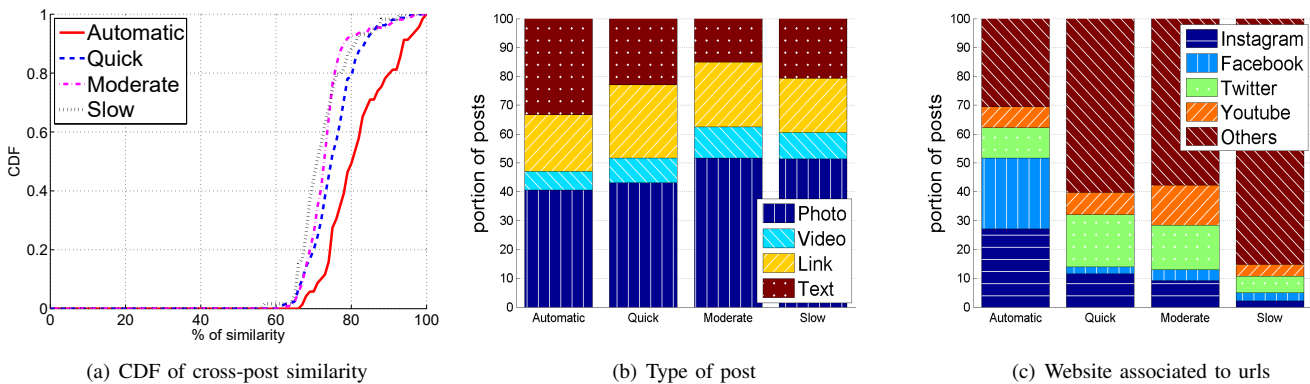 1
0.8
0.6
0.4
0.2
0
CDF
Automatic
Quick
Moderate
Slow
0
20
40
60
80
100
% of similarity
(a) CDF of cross-post similarity
100
90
80
70
60
50
40
30
20
10
0
portion of posts
Photo
Video
Link
Text
Automatic
Quick
Moderate
Slow
(b) Type of post
100
90
80
70
60
50
40
30
20
10
0
portion of posts
Instagram
Facebook
Twitter
Youtube
Others
Automatic
Quick
Moderate
Slow
(c) Website associated to urls